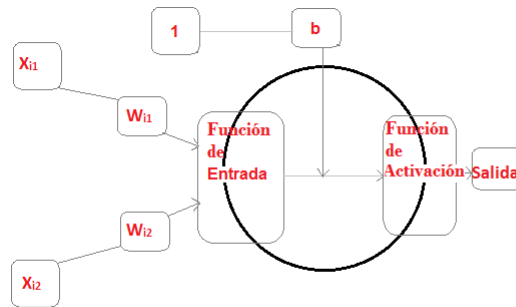 1
b
Xi1
Wi1
Función
de
Entrada
Función
de
Activación
Salida
Wi2
Xi2